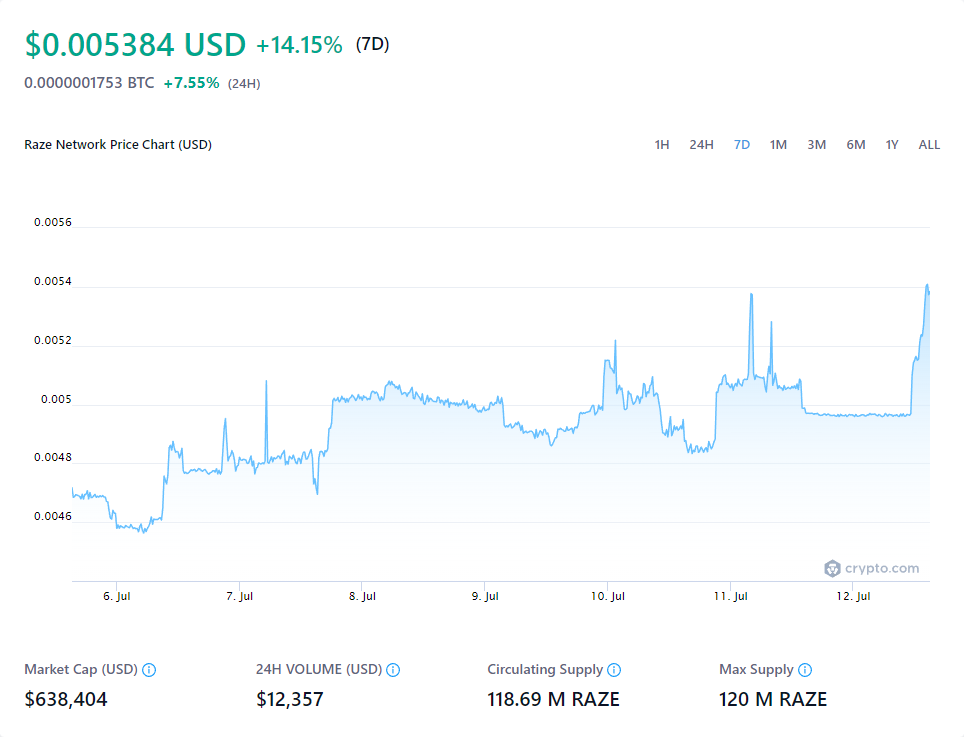 $0.005384 USD +14.15% (7D)
0.0000001753 BTC +7.55% (24H)
Raze Network Price Chart (USD)
1H 24H 7D 1M 3M 6M 1Y ALL
0.0056
0.0054
0.0052
0.005
0.0048
0.0046
crypto.com
6. Jul 7. Jul 8. Jul 9. Jul 10. Jul 11. Jul 12. Jul
Market Cap (USD) 24H VOLUME (USD) Circulating Supply Max Supply
$638,404 $12,357 118.69 M RAZE 120 M RAZE